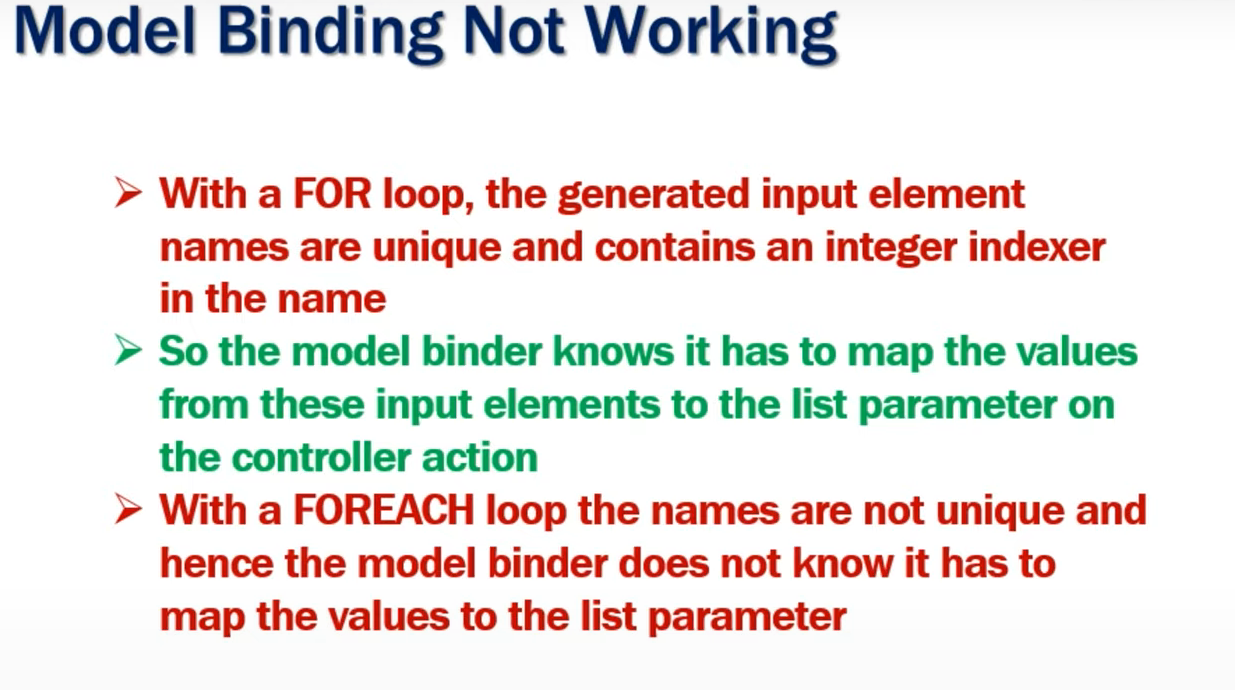 Model Binding Not Working
➢ With a FOR loop, the generated input element
names are unique and contains an integer indexer
in the name
➢ So the model binder knows it has to map the values
from these input elements to the list parameter on
the controller action
➢ With a FOREACH loop the names are not unique and
hence the model binder does not know it has to
map the values to the list parameter